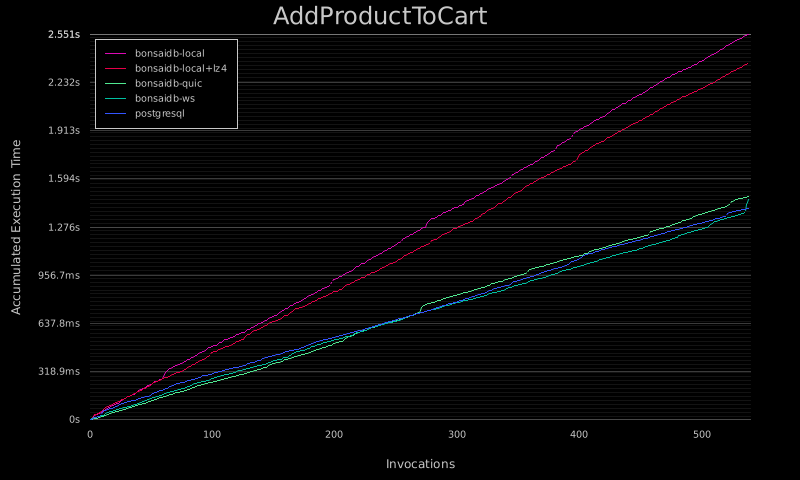 AddProductToCart
2.551s
2.232s
1.913s
1.594s
1.276s
956.7ms
637.8ms
318.9ms
0s
Accumulated Execution Time
bonsaidb-local
bonsaidb-local+lz4
bonsaidb-quic
bonsaidb-ws
postgresql
0 100 200 300 400 500
Invocations